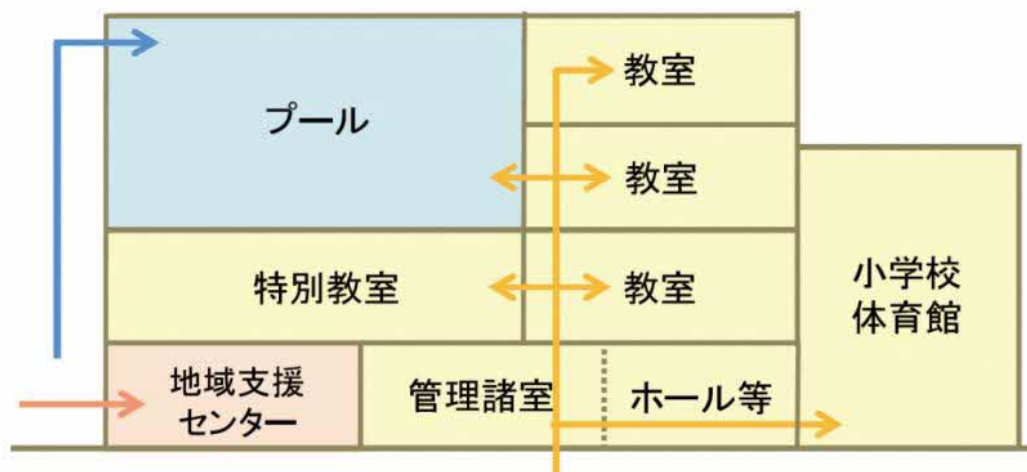 プール
教室
教室
特別教室
教室
小学校
体育館
地域支援
センター
管理諸室
ホール等